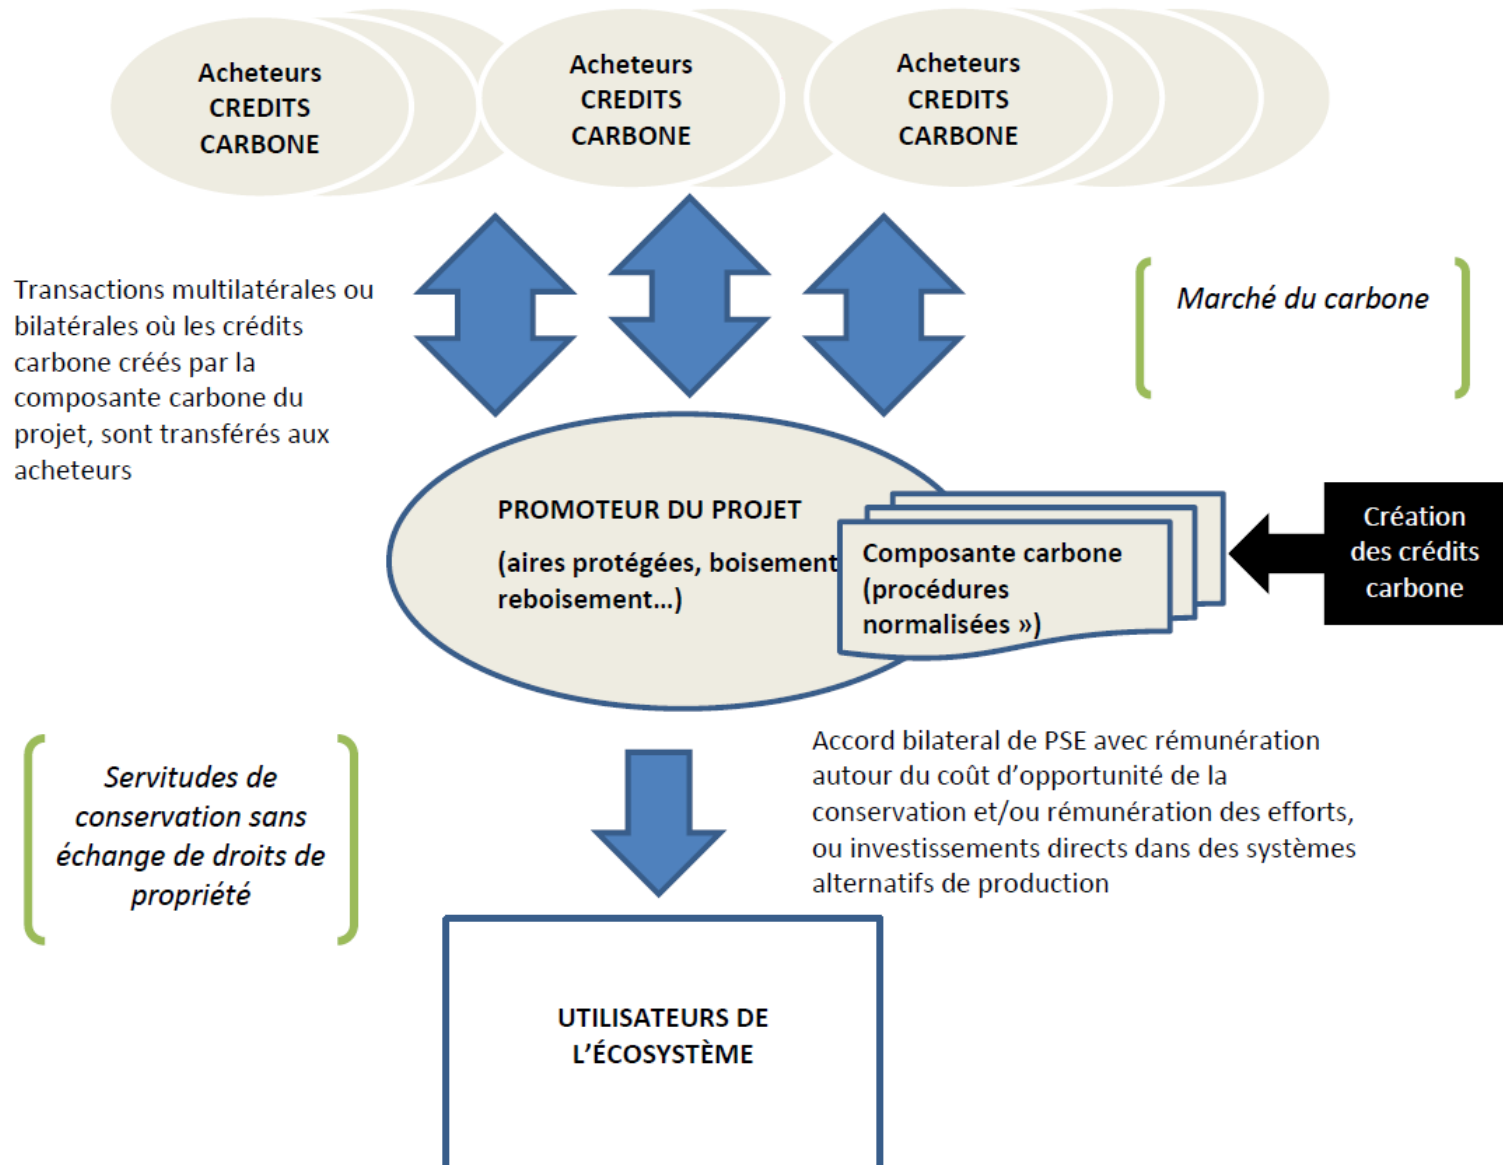 Acheteurs
CREDITS
CARBONE
Acheteurs
CREDITS
CARBONE
Acheteurs
CREDITS
CARBONE
Transactions multilatérales ou
bilatérales où les crédits
carbone créés par la
composante carbone du
projet, sont transférés aux
acheteurs
Marché du carbone
PROMOTEUR DU PROJET
(aires protégées, boisement
reboisement...)
Composante carbone
(procédures
normalisées »)
Création
des crédits
carbone
Servitudes de
conservation sans
échange de droits de
propriété
Accord bilateral de PSE avec rémunération
autour du coût d'opportunité de la
conservation et/ou rémunération des efforts,
ou investissements directs dans des systèmes
alternatifs de production
UTILISATEURS DE
L'ÉCOSYSTÈME